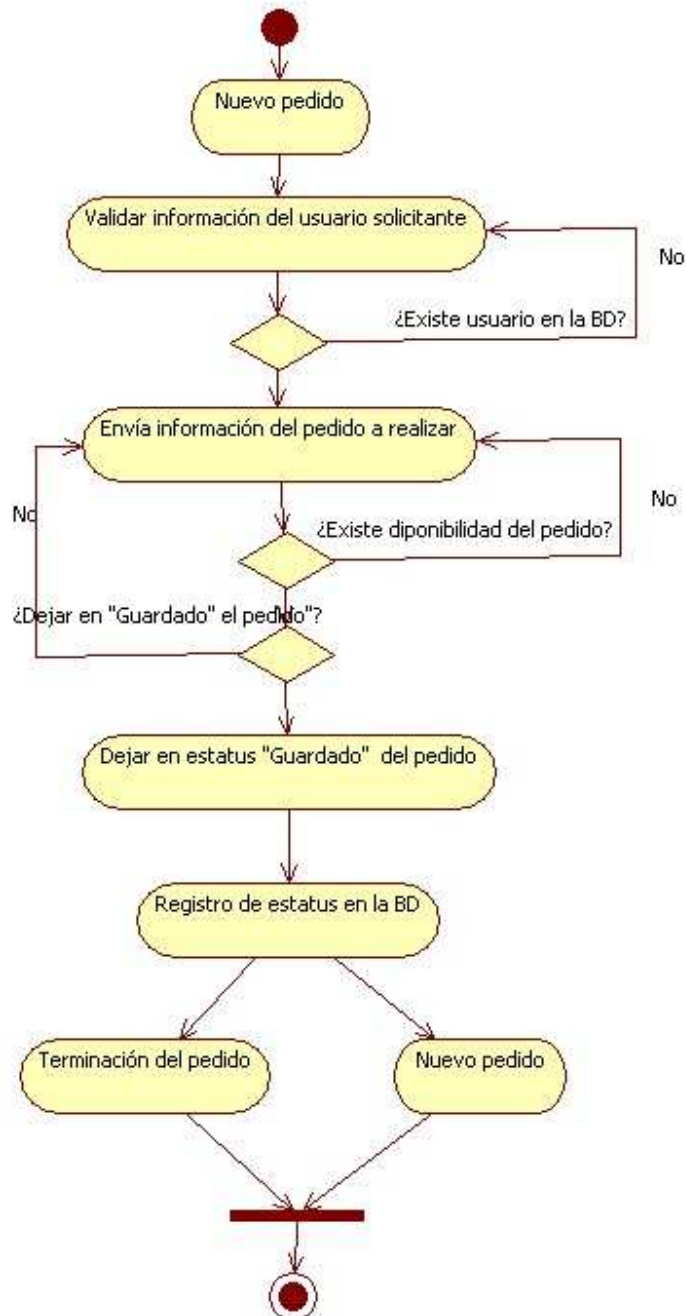 Nuevo pedido
Validar información del usuario solicitante
No
¿Existe usuario en la BD?
Envía información del pedido a realizar
No
No
¿Existe diponibilidad del pedido?
¿Dejar en "Guardado" el pedido"?
Dejar en estatus "Guardado" del pedido
Registro de estatus en la BD
Terminación del pedido
Nuevo pedido